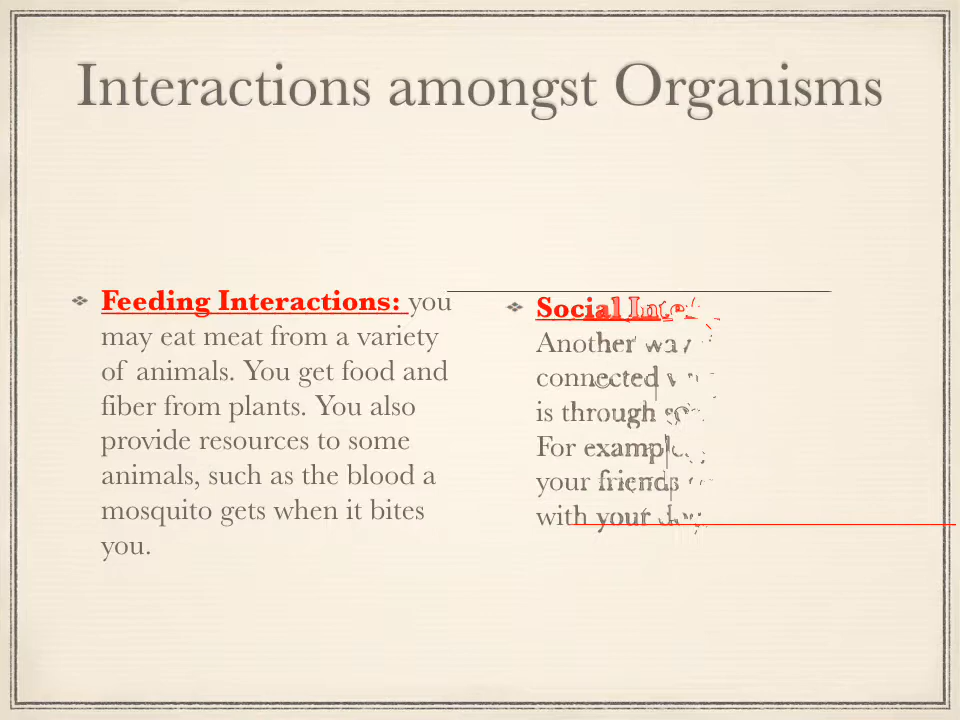 Interactions amongst Organisms
Feeding Interactions: you
may eat meat from a variety
of animals. You get food and
fiber from plants. You also
provide resources to some
animals, such as the blood a
mosquito gets when it bites
you.
Social
Another way
connected
is through
For example
your friends
with your